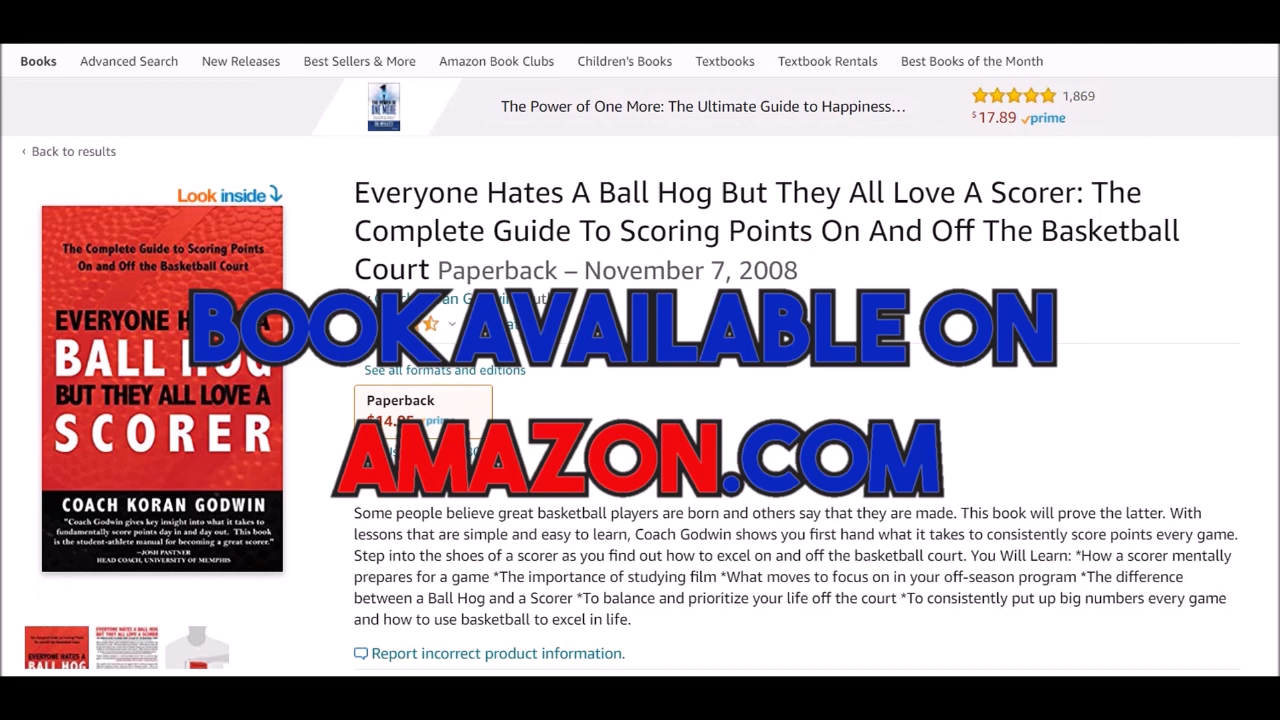 Books Advanced Search New Releases Best Sellers & More Amazon Book Clubs Children's Books Textbooks Textbook Rentals Best Books of the Month
The Power of One More: The Ultimate Guide to Happiness…
1,869
$17.89 prime
‹ Back to results
Look inside
The Complete Guide to Scoring Points
On and Off the Basketball Court
EVERYONE H A
BALL HOG
BUT THEY ALL LOVE A
SCORER
COACH KORAN GODWIN
"Coach Godwin gives key insight into what it takes to
fundamentally score points day in and day out. This book
is the student-athlete manual for becoming a great scorer."
—JOSH PASTNER
HEAD COACH, UNIVERSITY OF MEMPHIS
Everyone Hates A Ball Hog But They All Love A Scorer: The
Complete Guide To Scoring Points On And Off The Basketball
Court Paperback – November 7, 2008
BOOK AVAILABLE ON
See all formats and editions
Paperback
$14.95 prime
AMAZON.COM
Some people believe great basketball players are born and others say that they are made. This book will prove the latter. With
lessons that are simple and easy to learn, Coach Godwin shows you first hand what it takes to consistently score points every game.
Step into the shoes of a scorer as you find out how to excel on and off the basketball court. You Will Learn: *How a scorer mentally
prepares for a game *The importance of studying film *What moves to focus on in your off-season program *The difference
between a Ball Hog and a Scorer *To balance and prioritize your life off the court *To consistently put up big numbers every game
and how to use basketball to excel in life.
Report incorrect product information.
EVERYONE HATES A
BALL HOG